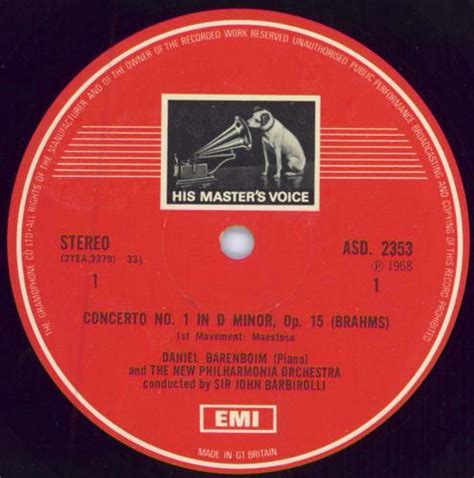 THE GRAMOPHONE CO LTD · ALL RIGHTS OF THE MANUFACTURER AND OF THE OWNER OF THE RECORDED WORK RESERVED UNAUTHORISED PUBLIC PERFORMANCE BROADCASTING AND COPYING OF THIS RECORD PROHIBITED
HIS MASTER'S VOICE
STEREO ASD. 2353
(2YEA.3279) 33⅓ ℗ 1968
1 1
CONCERTO NO. 1 IN D MINOR, Op. 15 (BRAHMS)
1st Movement: Maestoso
DANIEL BARENBOIM (Piano)
and THE NEW PHILHARMONIA ORCHESTRA
conducted by SIR JOHN BARBIROLLI
EMI
MADE IN GT BRITAIN